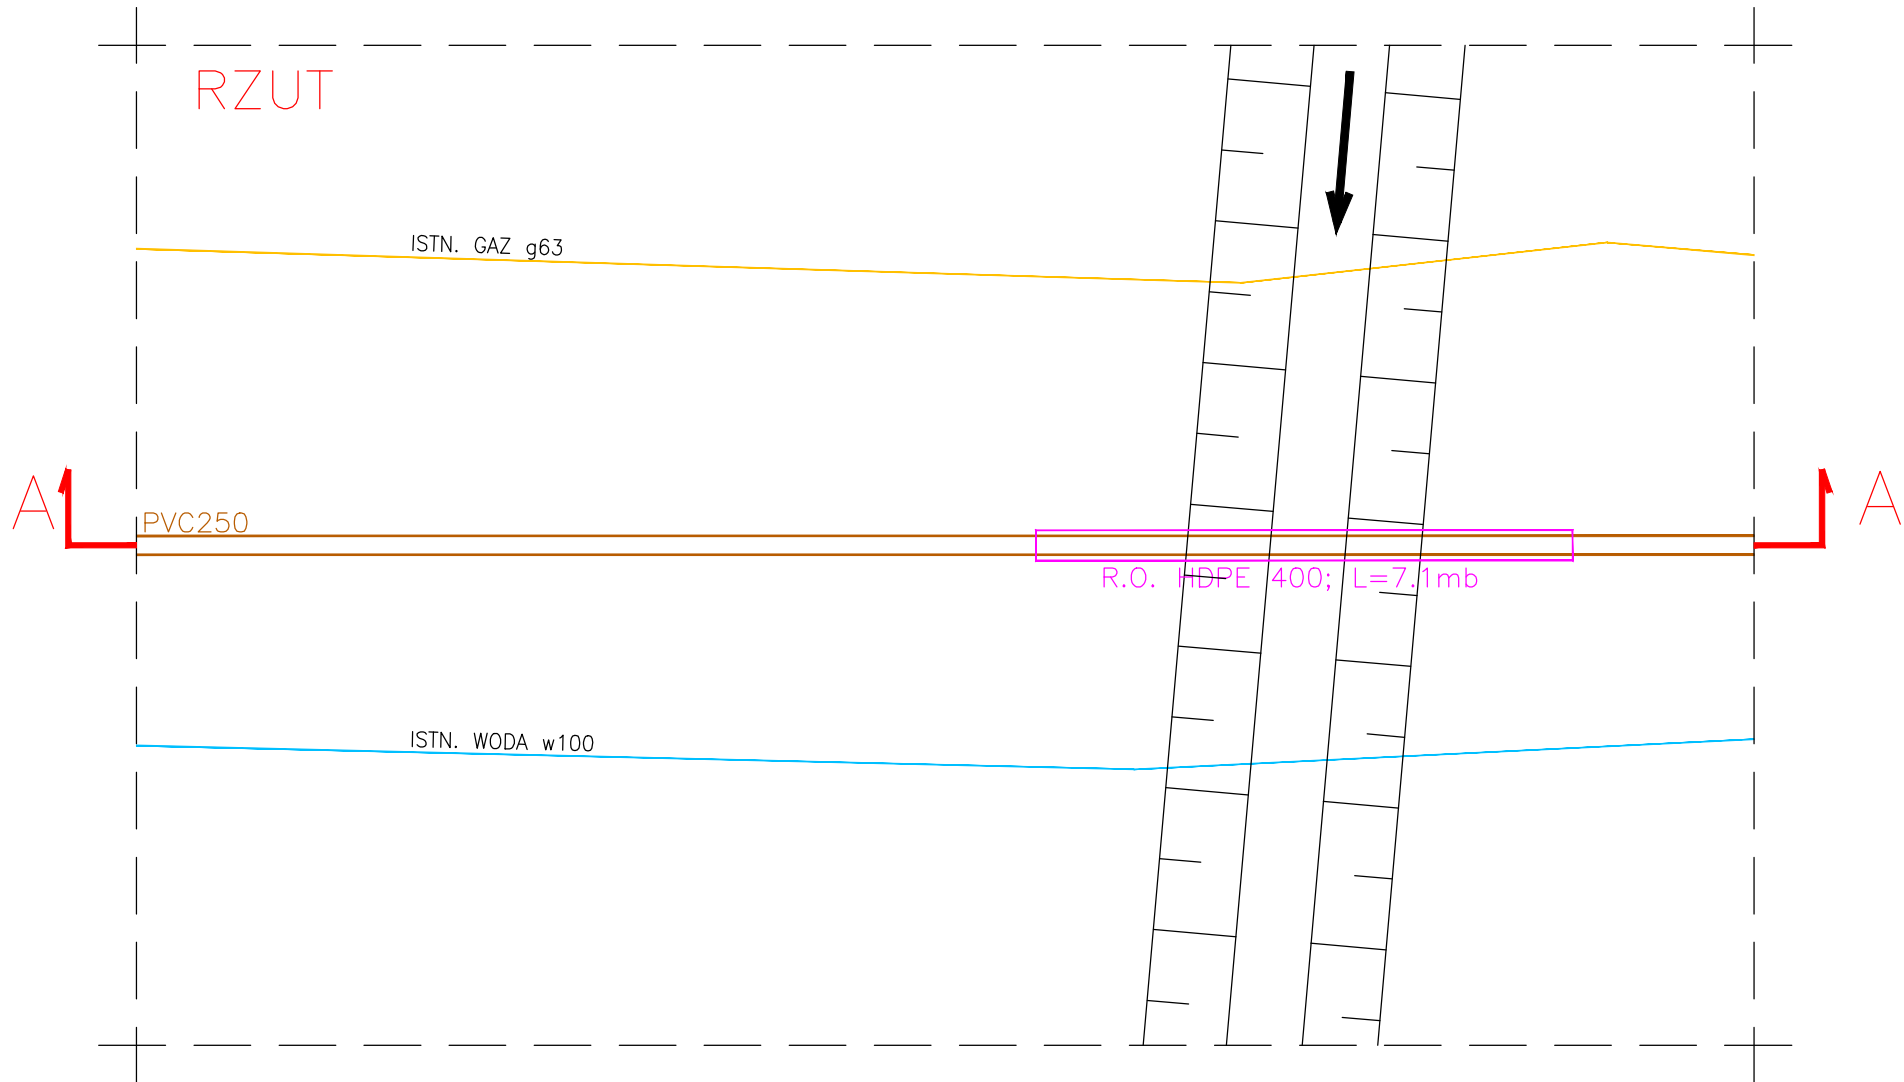 RZUT
ISTN. GAZ g63
A
A
PVC250
R.O. HDPE 400; L=7.1mb
ISTN. WODA w100